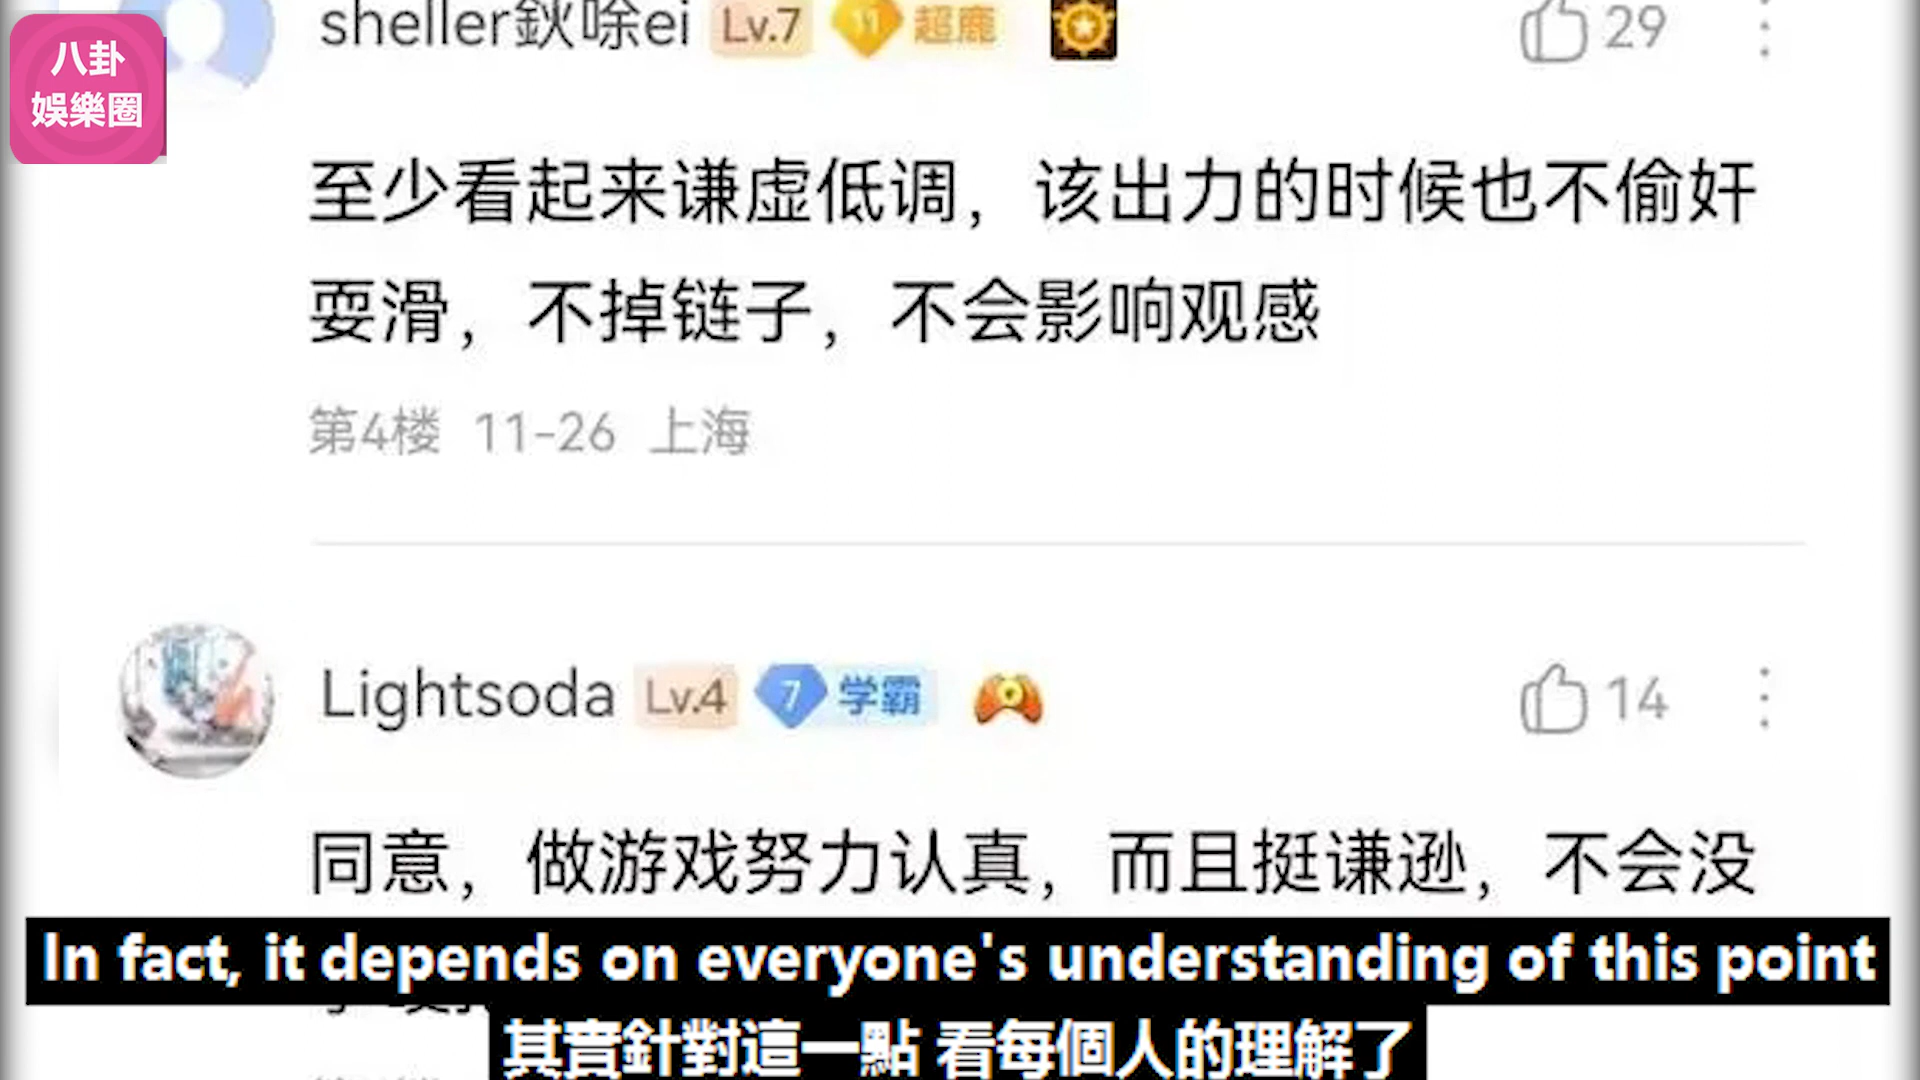 八卦
娛樂圈
sheller鈥唋ei Lv.7 11 超鹿 29
至少看起来谦虚低调，该出力的时候也不偷奸
耍滑，不掉链子，不会影响观感
第4楼 11-26 上海
Lightsoda Lv.4 7 学霸 14
同意，做游戏努力认真，而且挺谦逊，不会没
In fact, it depends on everyone's understanding of this point
其實針對這一點 看每個人的理解了